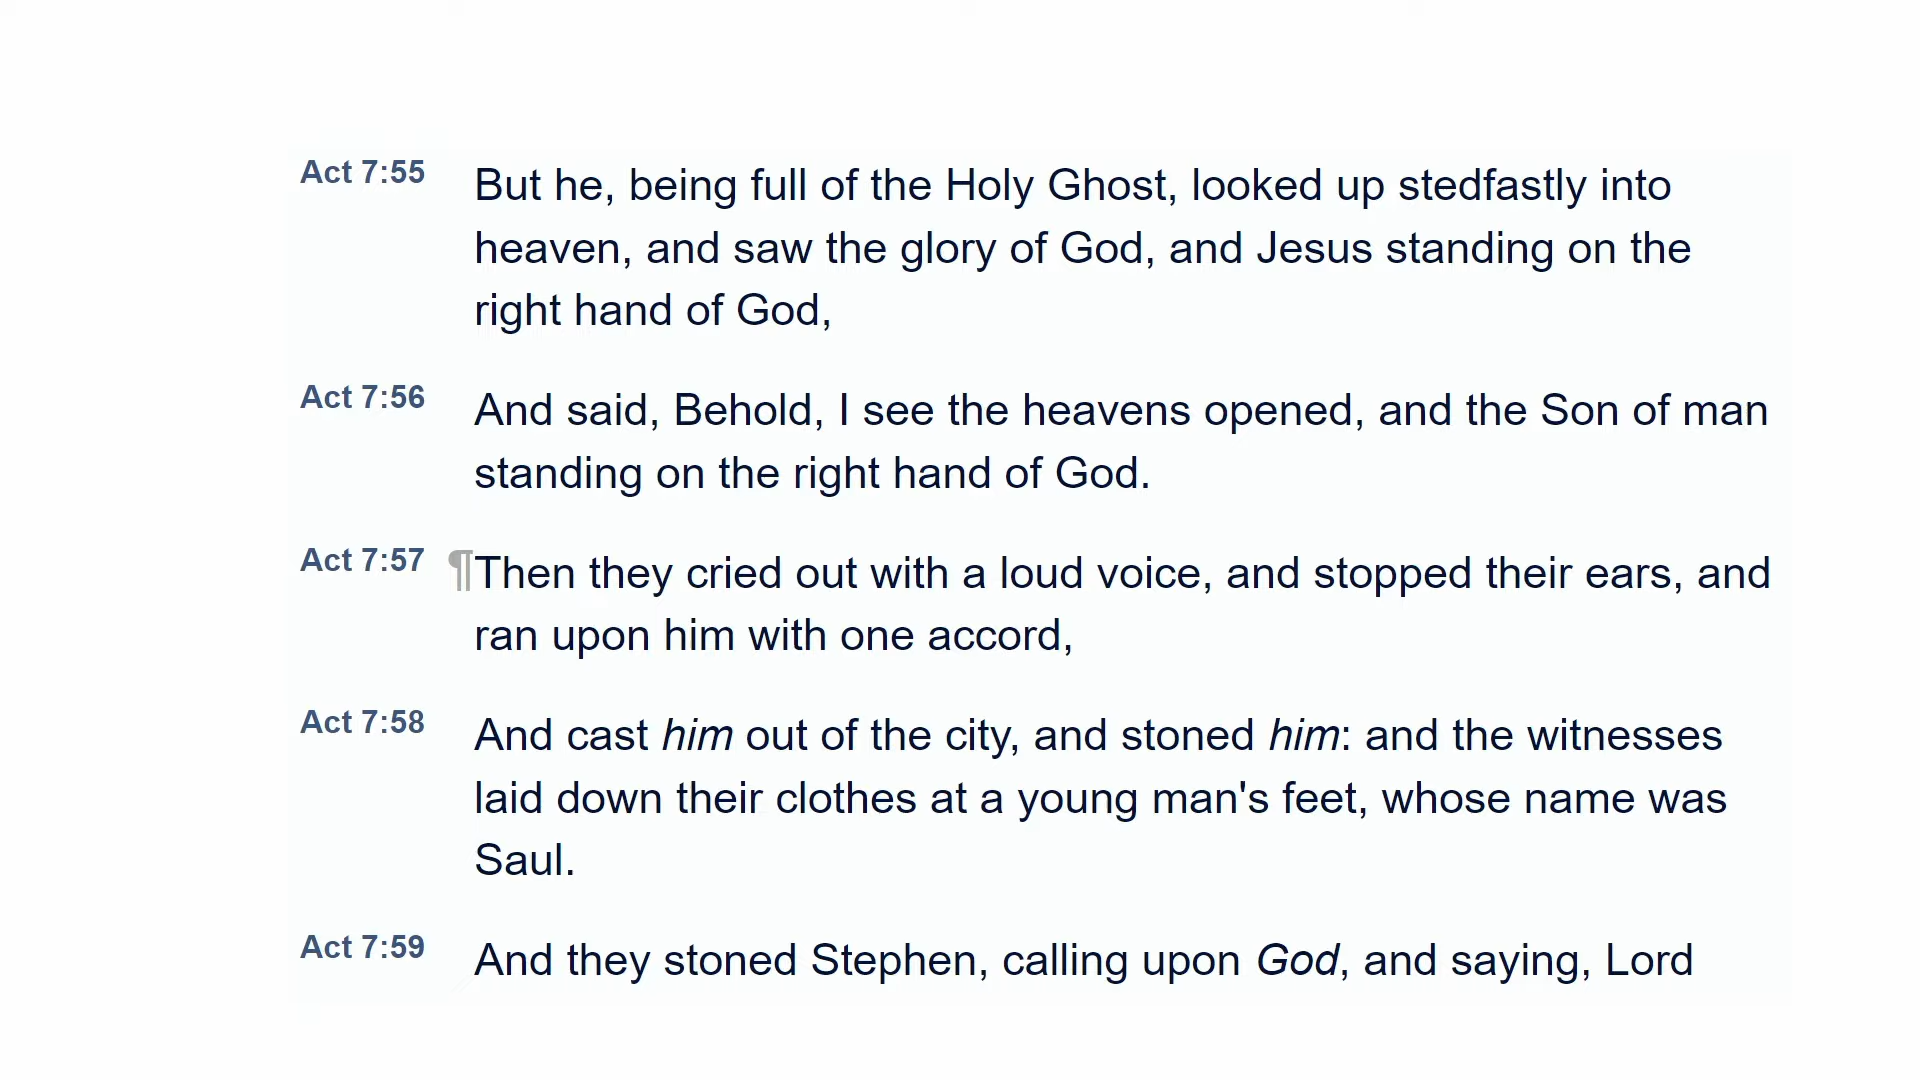 Act 7:55 But he, being full of the Holy Ghost, looked up stedfastly into
heaven, and saw the glory of God, and Jesus standing on the
right hand of God,
Act 7:56 And said, Behold, I see the heavens opened, and the Son of man
standing on the right hand of God.
Act 7:57 ¶Then they cried out with a loud voice, and stopped their ears, and
ran upon him with one accord,
Act 7:58 And cast him out of the city, and stoned him: and the witnesses
laid down their clothes at a young man's feet, whose name was
Saul.
Act 7:59 And they stoned Stephen, calling upon God, and saying, Lord